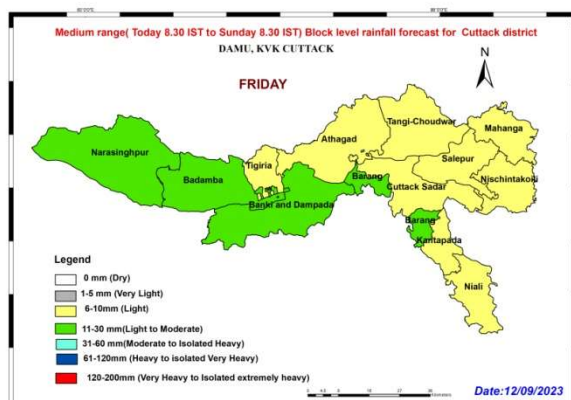 Medium range( Today 8.30 IST to Sunday 8.30 IST) Block level rainfall forecast for Cuttack district
DAMU, KVK CUTTACK
N
FRIDAY
Tangi-Choudwar
Mahanga
Athagad
Narasinghpur
Salepur
Tigiria
Badamba
Barang
Nischintakoili
Cuttack Sadar
Banki and Dampada
Barang
Kantapada
Niali
Legend
0 mm (Dry)
1-5 mm (Very Light)
6-10mm (Light)
11-30 mm(Light to Moderate)
31-60 mm(Moderate to Isolated Heavy)
61-120mm (Heavy to isolated Very Heavy)
120-200mm (Very Heavy to Isolated extremely heavy)
Date:12/09/2023